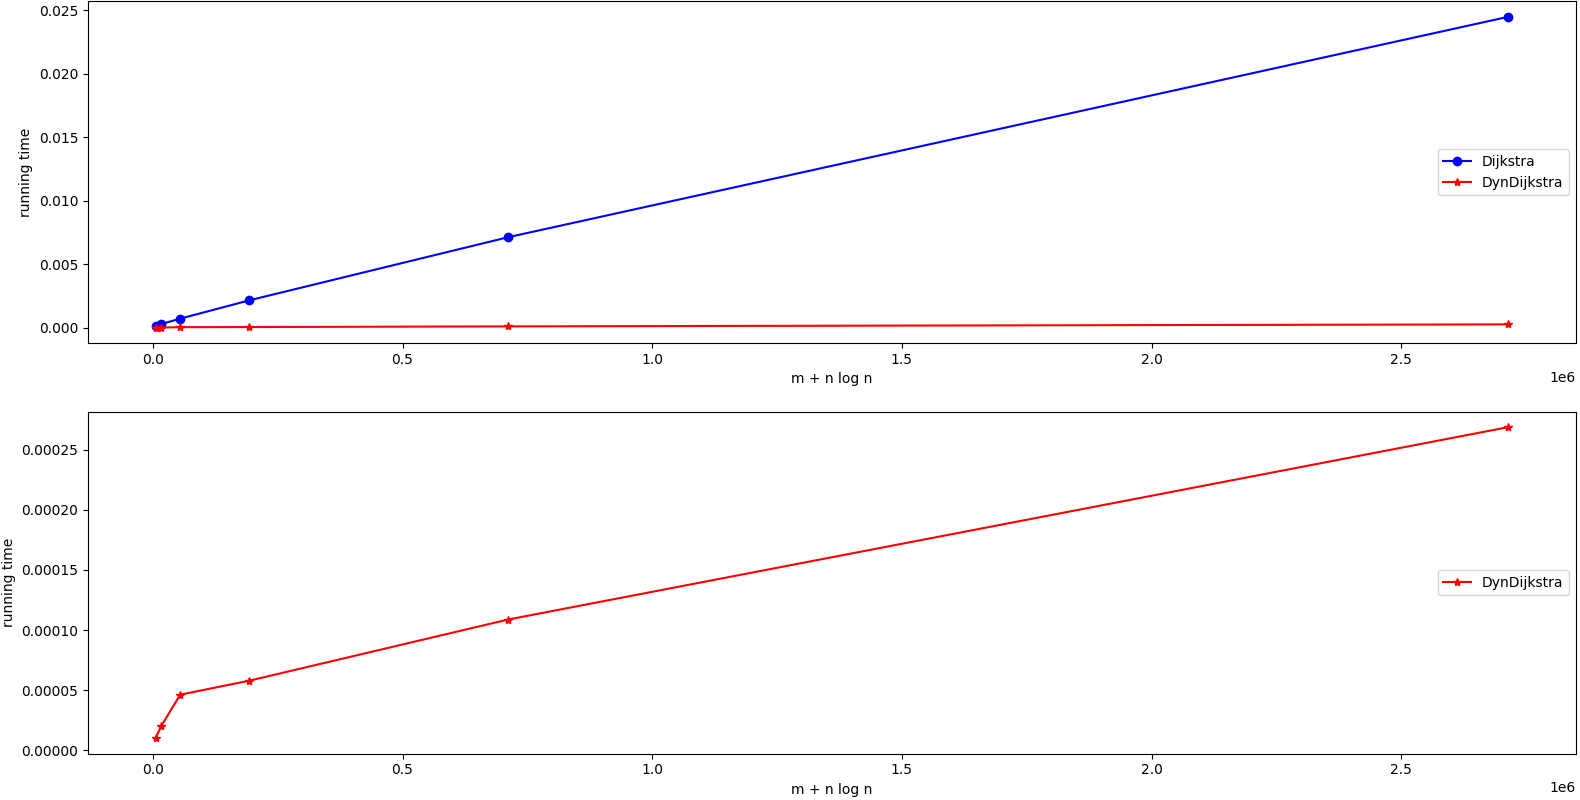 0.025
0.020
0.015
0.010
0.005
0.000
running time
Dijkstra
DynDijkstra
0.0 0.5 1.0 1.5 2.0 2.5
m + n log n
1e6
0.00025
0.00020
0.00015
0.00010
0.00005
0.00000
running time
DynDijkstra
0.0 0.5 1.0 1.5 2.0 2.5
m + n log n
1e6